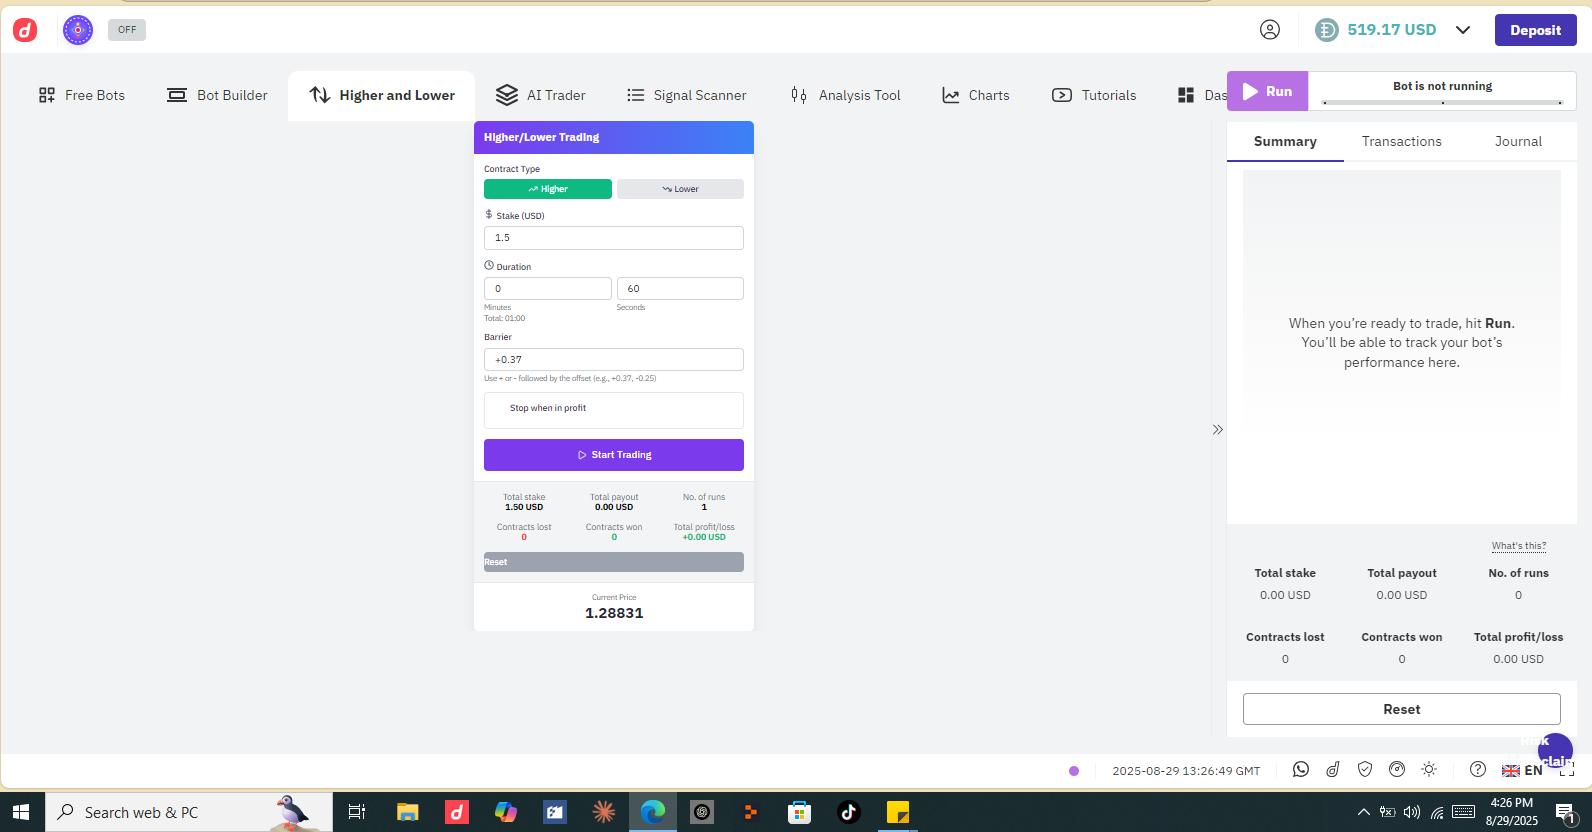 OFF
519.17 USD
Deposit
Free Bots
Bot Builder
Higher and Lower
AI Trader
Signal Scanner
Analysis Tool
Charts
Tutorials
Das
Run
Bot is not running
Higher/Lower Trading
Contract Type
Higher
Lower
Stake (USD)
1.5
Duration
0
60
Minutes
Seconds
Total: 01:00
Barrier
+0.37
Use + or - followed by the offset (e.g., +0.37, -0.25)
Stop when in profit
Start Trading
Total stake
Total payout
No. of runs
1.50 USD
0.00 USD
1
Contracts lost
Contracts won
Total profit/loss
0
0
+0.00 USD
Reset
Current Price
1.28831
Summary
Transactions
Journal
When you're ready to trade, hit Run.
You'll be able to track your bot's
performance here.
What's this?
Total stake
Total payout
No. of runs
0.00 USD
0.00 USD
0
Contracts lost
Contracts won
Total profit/loss
0
0
0.00 USD
Reset
2025-08-29 13:26:49 GMT
EN
Search web & PC
4:26 PM
8/29/2025
1